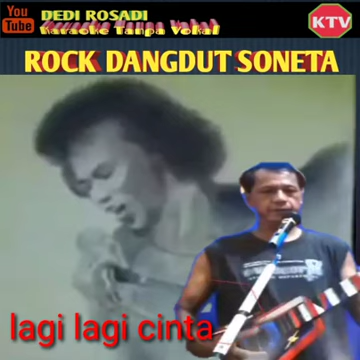 You
Tube
DEDI ROSADI
Karaoke Tanpa Vokal
KTV
ROCK DANGDUT SONETA
lagi lagi cinta